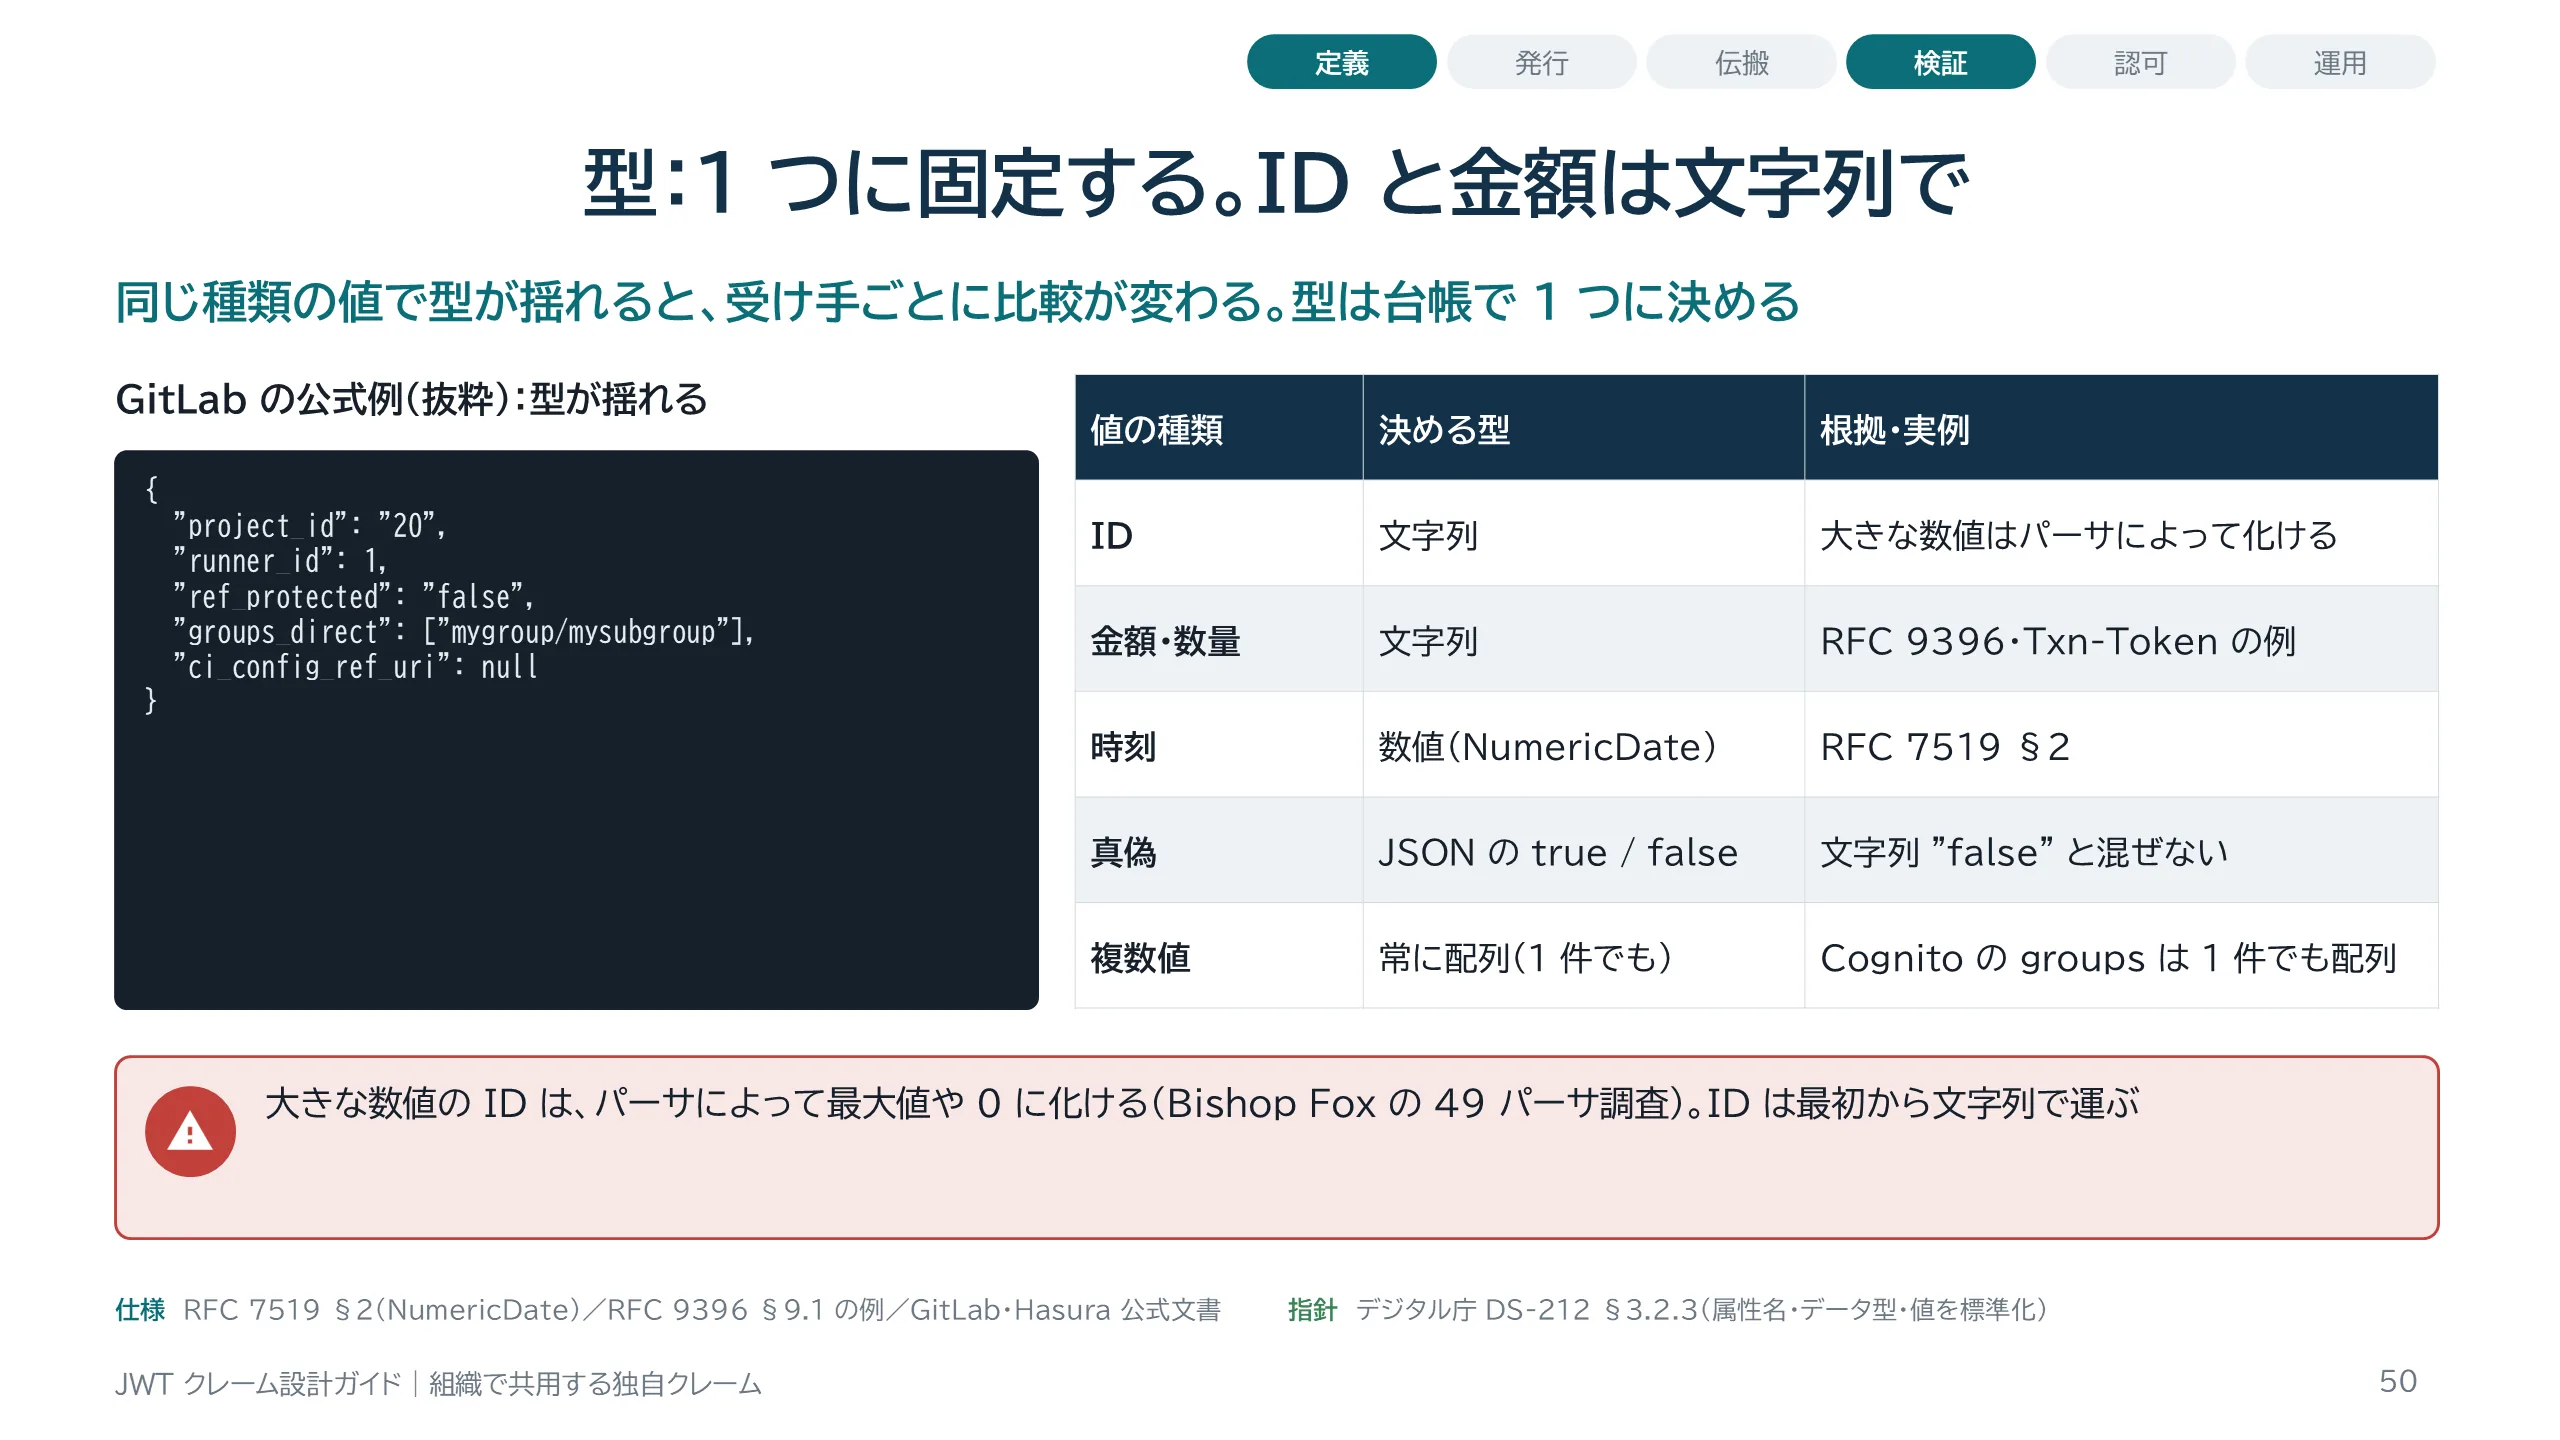 定義 発行 伝搬 検証 認可 運用
型：1 つに固定する。ID と金額は文字列で
同じ種類の値で型が揺れると、受け手ごとに比較が変わる。型は台帳で 1 つに決める
GitLab の公式例（抜粋）：型が揺れる
{
  "project_id": "20",
  "runner_id": 1,
  "ref_protected": "false",
  "groups_direct": ["mygroup/mysubgroup"],
  "ci_config_ref_uri": null
}
値の種類 決める型 根拠・実例
ID 文字列 大きな数値はパーサによって化ける
金額・数量 文字列 RFC 9396・Txn-Token の例
時刻 数値（NumericDate） RFC 7519 §2
真偽 JSON の true / false 文字列 "false" と混ぜない
複数値 常に配列（1 件でも） Cognito の groups は 1 件でも配列
大きな数値の ID は、パーサによって最大値や 0 に化ける（Bishop Fox の 49 パーサ調査）。ID は最初から文字列で運ぶ
仕様 RFC 7519 §2（NumericDate）／RFC 9396 §9.1 の例／GitLab・Hasura 公式文書 指針 デジタル庁 DS-212 §3.2.3（属性名・データ型・値を標準化）
JWT クレーム設計ガイド｜組織で共用する独自クレーム
50